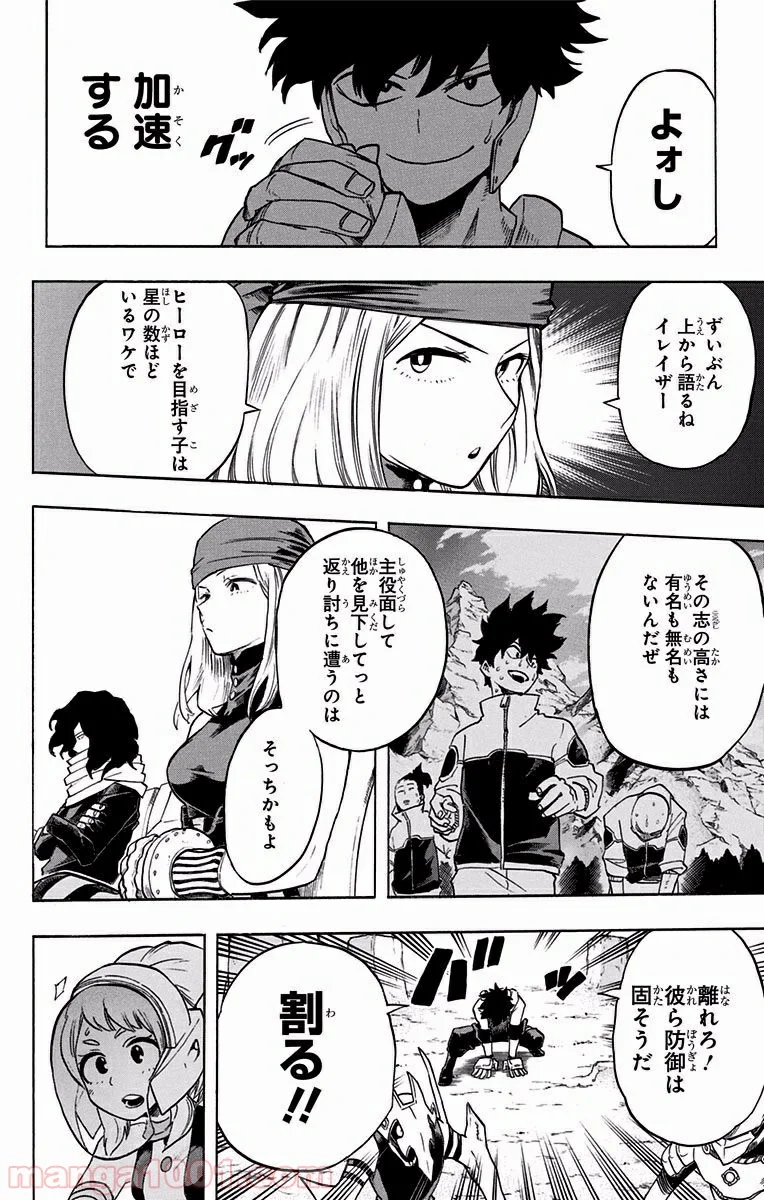 よォし
加速
する
グッ
ずいぶん
上から語るね
イレイザー
ヒーローを目指す子は
星の数ほど
いるワケで
その志の高さには
有名も無名も
ないんだぜ
主役面して
他を見下してっと
返り討ちに遭うのは
そっちかもよ
離れろ!
彼ら防御は
固そうだ
バッ
割る!!
manga1001.com